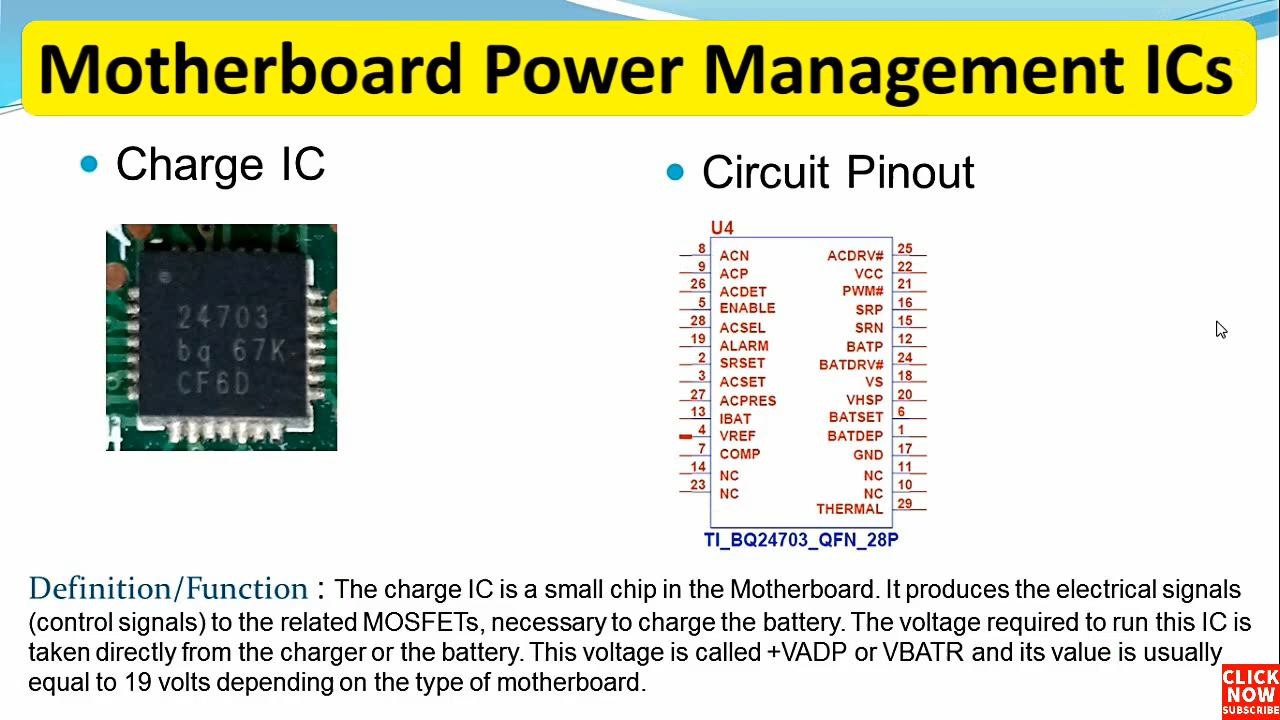 Motherboard Power Management ICs
Charge IC
24703
bq 67K
CF6D
Circuit Pinout
U4
8 ACN ACDRV# 25
9 ACP VCC 22
26 ACDET PWM# 21
5 ENABLE SRP 16
28 ACSEL SRN 15
19 ALARM BATP 12
2 SRSET BATDRV# 24
3 ACSET VS 18
27 ACPRES VHSP 20
13 IBAT BATSET 6
4 VREF BATDEP 1
7 COMP GND 17
14 NC NC 11
23 NC NC 10
THERMAL 29
TI_BQ24703_QFN_28P
Definition/Function : The charge IC is a small chip in the Motherboard. It produces the electrical signals
(control signals) to the related MOSFETs, necessary to charge the battery. The voltage required to run this IC is
taken directly from the charger or the battery. This voltage is called +VADP or VBATR and its value is usually
equal to 19 volts depending on the type of motherboard.
CLICK
NOW
SUBSCRIBE